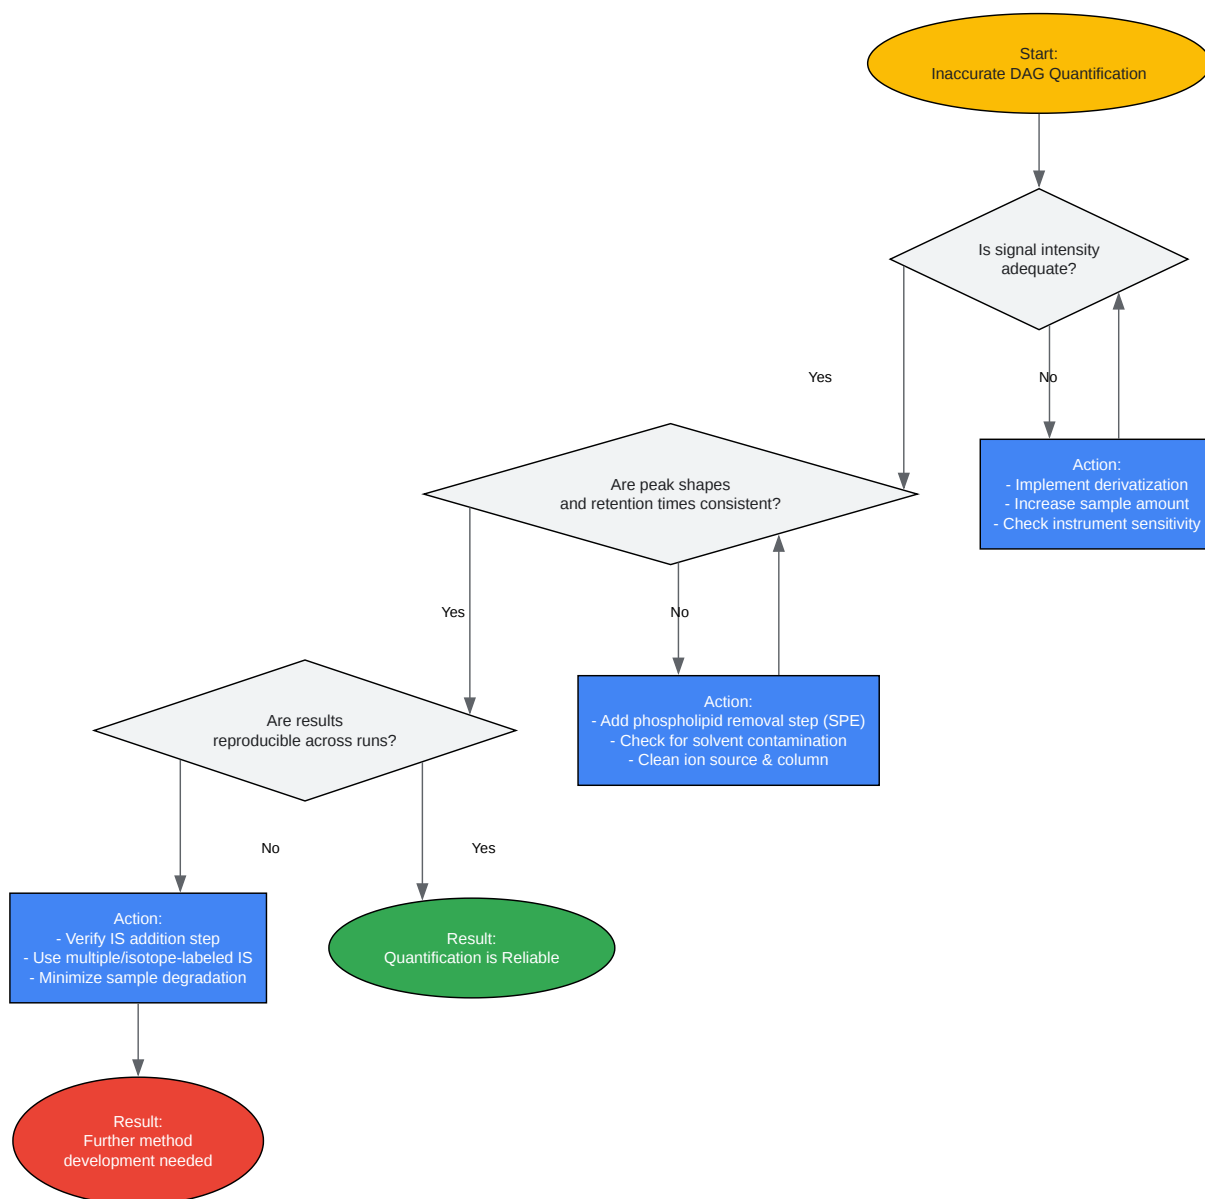 Start:
Inaccurate DAG Quantification
Is signal intensity
adequate?
Yes
No
Action:
- Implement derivatization
- Increase sample amount
- Check instrument sensitivity
Are peak shapes
and retention times consistent?
Yes
No
Action:
- Add phospholipid removal step (SPE)
- Check for solvent contamination
- Clean ion source & column
Are results
reproducible across runs?
No
Yes
Action:
- Verify IS addition step
- Use multiple/isotope-labeled IS
- Minimize sample degradation
Result:
Quantification is Reliable
Result:
Further method
development needed